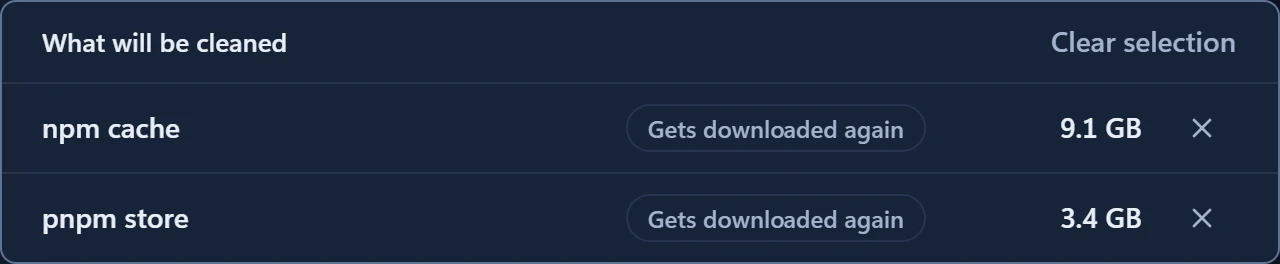 What will be cleaned Clear selection
npm cache Gets downloaded again 9.1 GB
pnpm store Gets downloaded again 3.4 GB